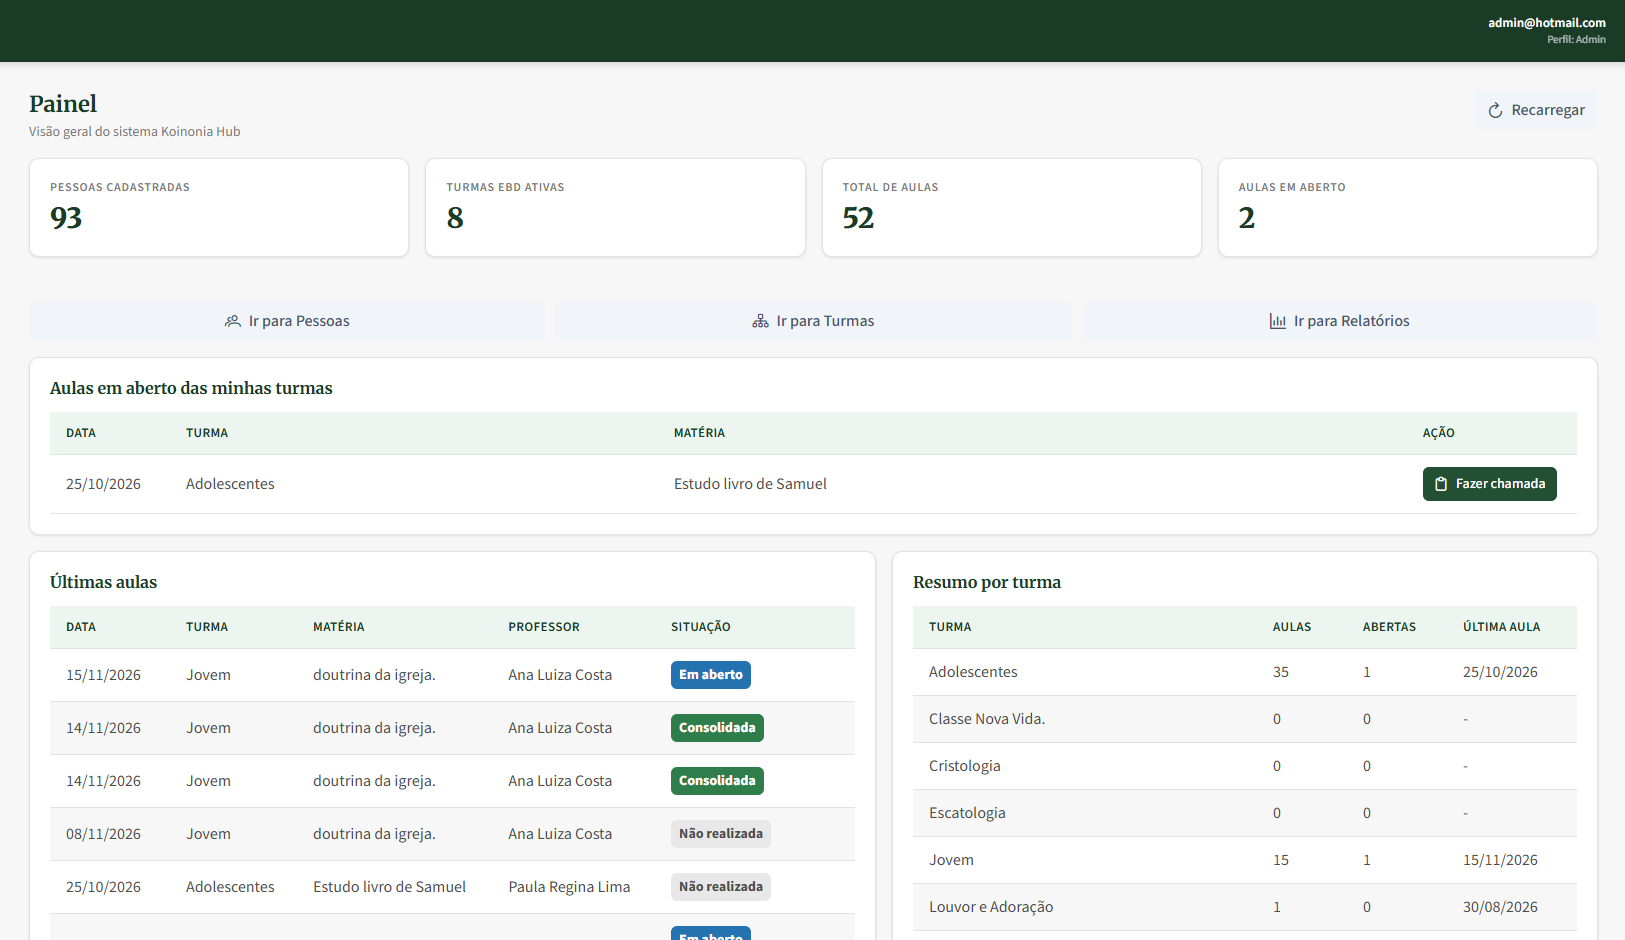 admin@hotmail.com
Perfil: Admin
Painel
Visão geral do sistema Koinonia Hub
Recarregar
PESSOAS CADASTRADAS
93
TURMAS EBD ATIVAS
8
TOTAL DE AULAS
52
AULAS EM ABERTO
2
Ir para Pessoas
Ir para Turmas
Ir para Relatórios
Aulas em aberto das minhas turmas
DATA TURMA MATÉRIA AÇÃO
25/10/2026 Adolescentes Estudo livro de Samuel Fazer chamada
Últimas aulas
DATA TURMA MATÉRIA PROFESSOR SITUAÇÃO
15/11/2026 Jovem doutrina da igreja. Ana Luiza Costa Em aberto
14/11/2026 Jovem doutrina da igreja. Ana Luiza Costa Consolidada
14/11/2026 Jovem doutrina da igreja. Ana Luiza Costa Consolidada
08/11/2026 Jovem doutrina da igreja. Ana Luiza Costa Não realizada
25/10/2026 Adolescentes Estudo livro de Samuel Paula Regina Lima Não realizada
Em aberto
Resumo por turma
TURMA AULAS ABERTAS ÚLTIMA AULA
Adolescentes 35 1 25/10/2026
Classe Nova Vida. 0 0 -
Cristologia 0 0 -
Escatologia 0 0 -
Jovem 15 1 15/11/2026
Louvor e Adoração 1 0 30/08/2026